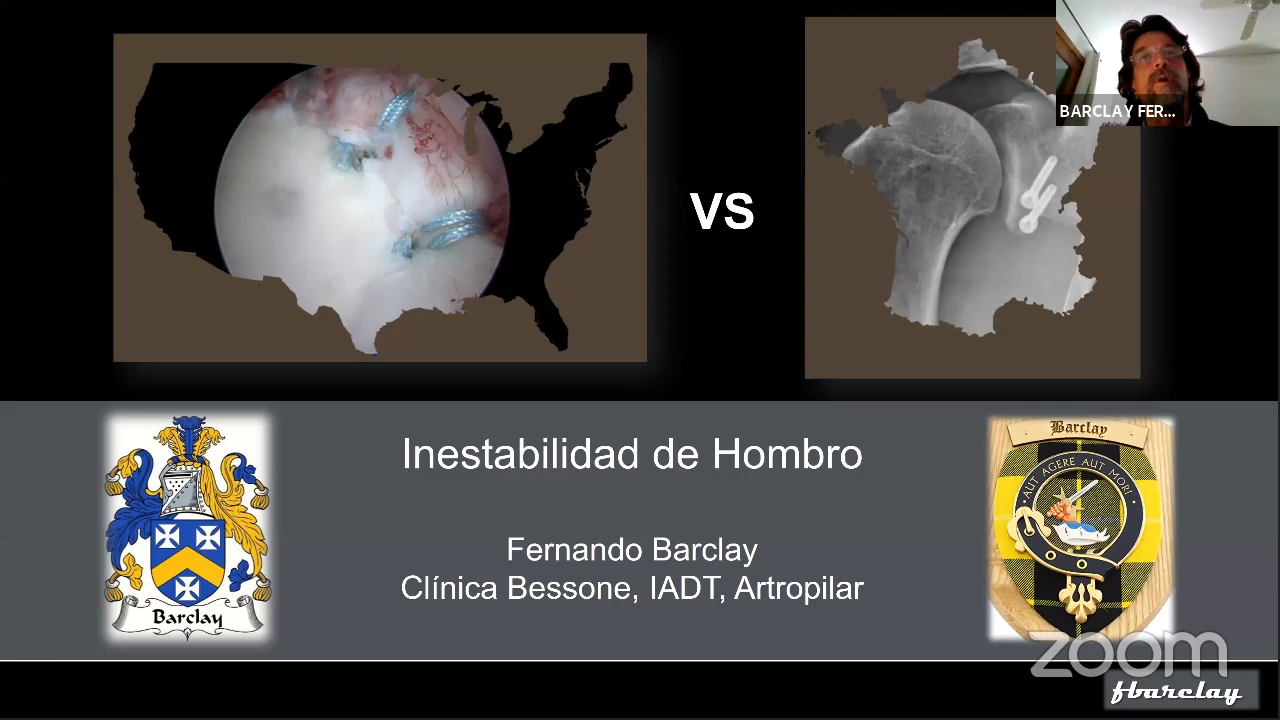 BARCLAY FER...
VS
Inestabilidad de Hombro
Fernando Barclay
Clínica Bessone, IADT, Artropilar
Barclay
Barclay
AUT AGERE AUT MORI
zoom
fbarclay